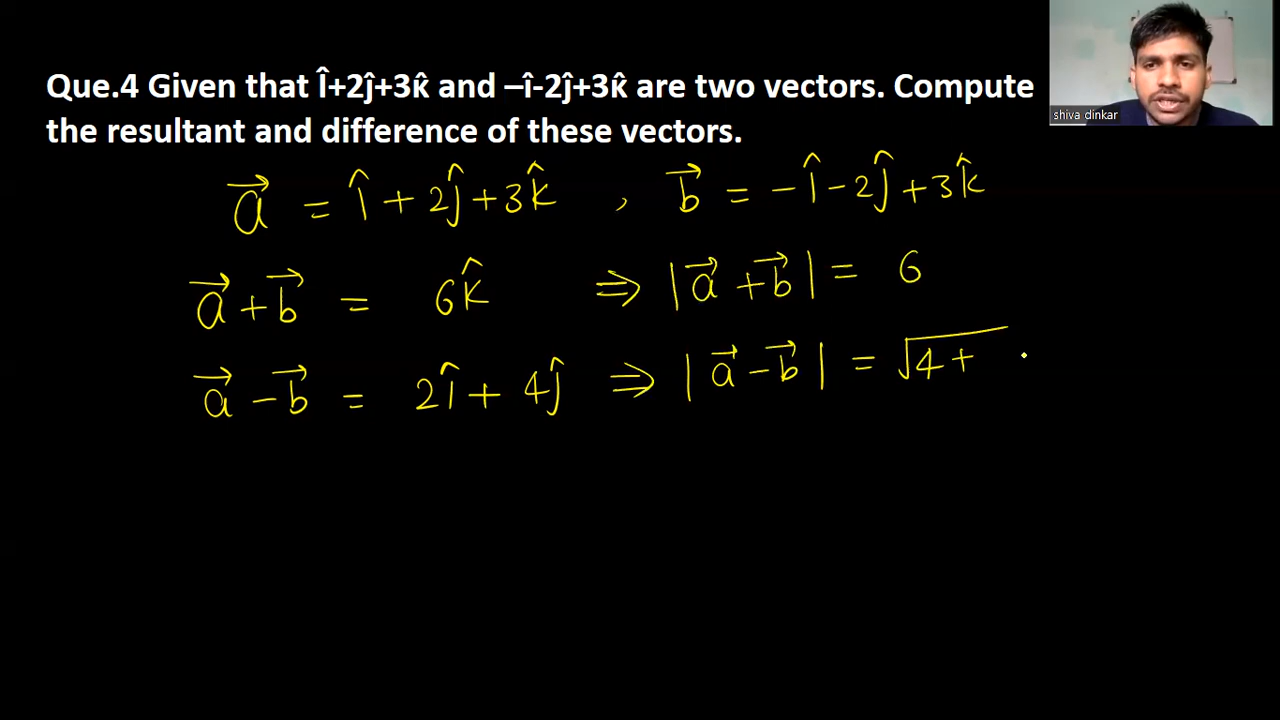 Que.4 Given that Î+2ĵ+3k̂ and –î-2ĵ+3k̂ are two vectors. Compute
the resultant and difference of these vectors.
shiva dinkar
a⃗ = î + 2ĵ + 3k̂ , b⃗ = -î - 2ĵ + 3k̂
a⃗ + b⃗ = 6k̂ ⇒ |a⃗ + b⃗| = 6
a⃗ - b⃗ = 2î + 4ĵ ⇒ |a⃗ - b⃗| = √4 +